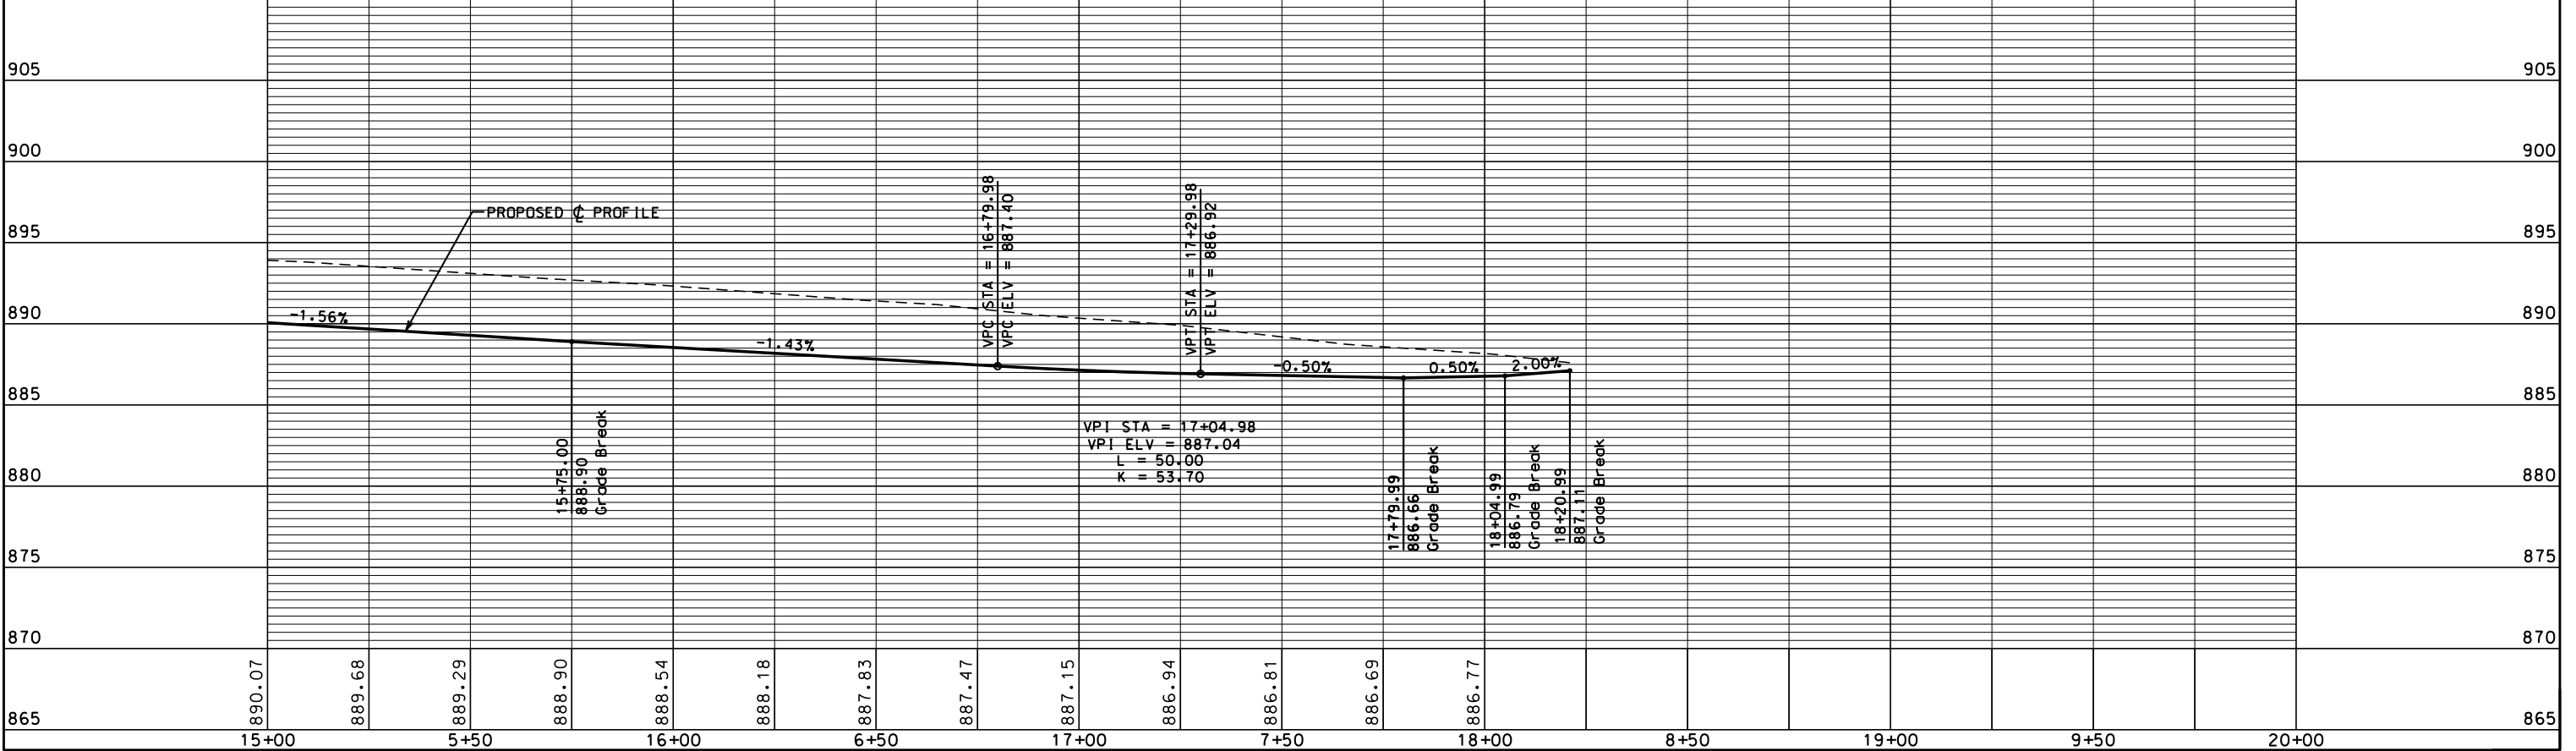 905 905
900 900
895 895
890 890
885 885
880 880
875 875
870 870
865 865
PROPOSED ℄ PROFILE
-1.56%
-1.43%
-0.50%
0.50%
2.00%
VPC STA = 16+79.98
VPC ELV = 887.40
VPT STA = 17+29.98
VPT ELV = 886.92
VPI STA = 17+04.98
VPI ELV = 887.04
L = 50.00
K = 53.70
15+75.00
888.90
Grade Break
17+79.99
886.66
Grade Break
18+04.99
886.79
Grade Break
18+20.99
887.11
Grade Break
890.07
889.68
889.29
888.90
888.54
888.18
887.83
887.47
887.15
886.94
886.81
886.69
886.77
15+00 5+50 16+00 6+50 17+00 7+50 18+00 8+50 19+00 9+50 20+00